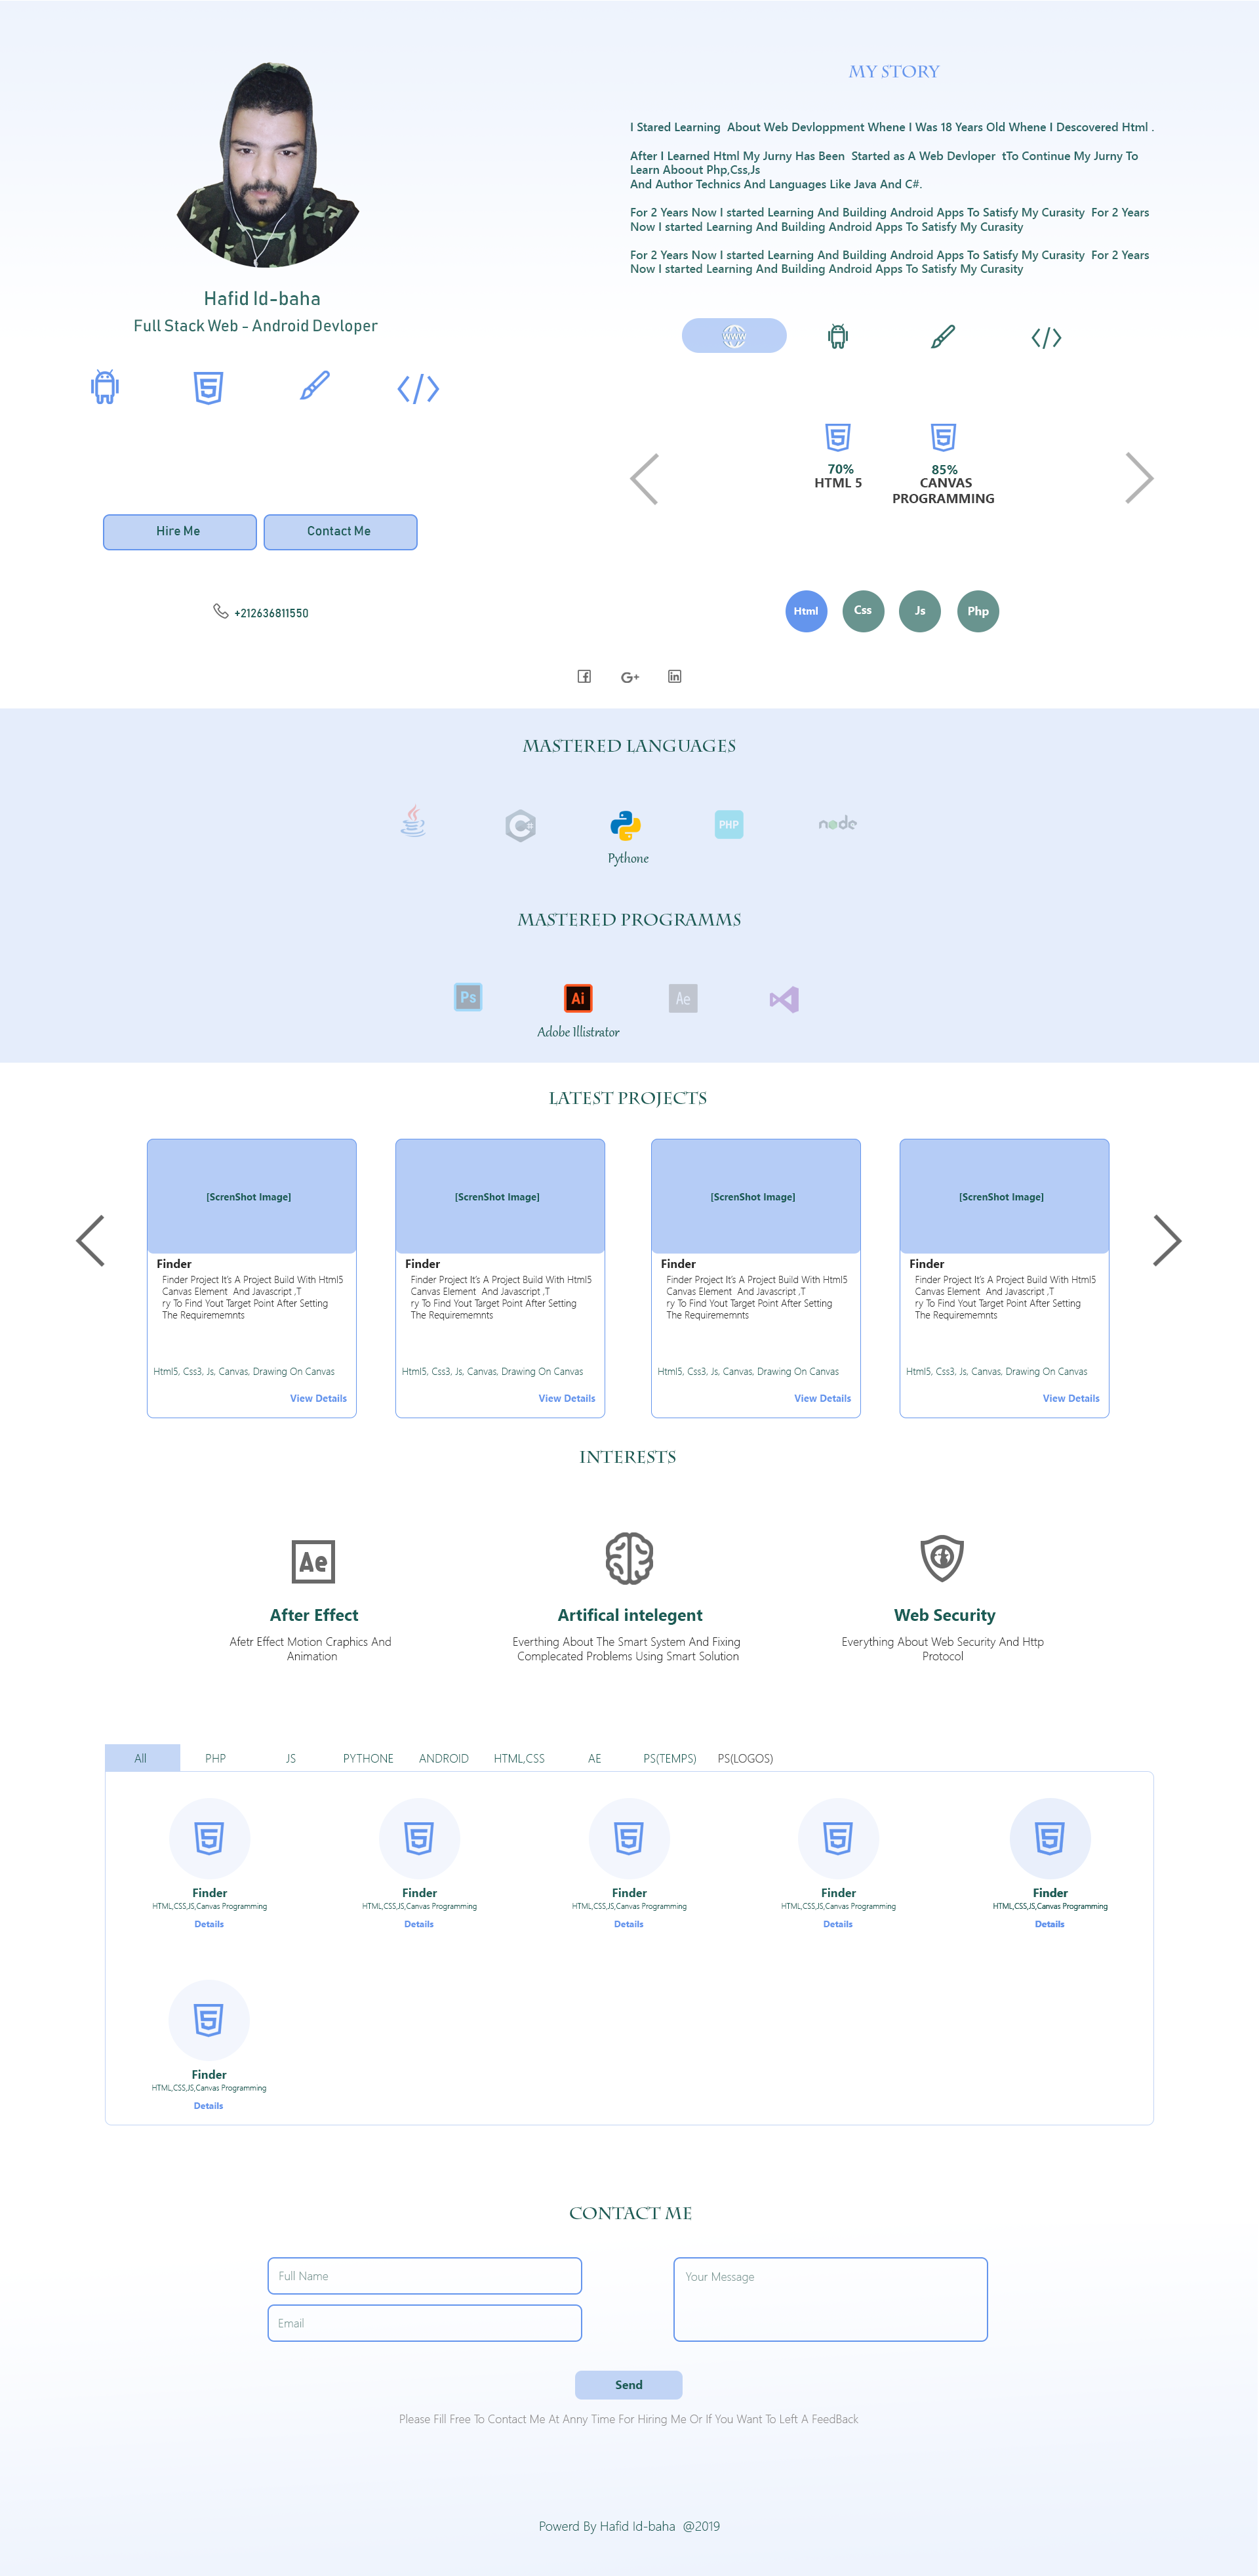 Hafid Id-baha
Full Stack Web - Android Devloper
Hire Me
Contact Me
+212636811550
MY STORY
I Stared Learning  About Web Devloppment Whene I Was 18 Years Old Whene I Descovered Html .
After I Learned Html My Jurny Has Been  Started as A Web Devloper  tTo Continue My Jurny To
Learn Aboout Php,Css,Js
And Author Technics And Languages Like Java And C#.
For 2 Years Now I started Learning And Building Android Apps To Satisfy My Curasity  For 2 Years
Now I started Learning And Building Android Apps To Satisfy My Curasity
For 2 Years Now I started Learning And Building Android Apps To Satisfy My Curasity  For 2 Years
Now I started Learning And Building Android Apps To Satisfy My Curasity
WWW
70%
HTML 5
85%
CANVAS
PROGRAMMING
Html
Css
Js
Php
G+
in
MASTERED LANGUAGES
C#
PHP
node
Pythone
MASTERED PROGRAMMS
Ps
Ai
Ae
Adobe Illistrator
LATEST PROJECTS
[ScrenShot Image]
Finder
Finder Project It's A Project Build With Html5
Canvas Element  And Javascript ,T
ry To Find Yout Target Point After Setting
The Requirememnts
Html5, Css3, Js, Canvas, Drawing On Canvas
View Details
[ScrenShot Image]
Finder
Finder Project It's A Project Build With Html5
Canvas Element  And Javascript ,T
ry To Find Yout Target Point After Setting
The Requirememnts
Html5, Css3, Js, Canvas, Drawing On Canvas
View Details
[ScrenShot Image]
Finder
Finder Project It's A Project Build With Html5
Canvas Element  And Javascript ,T
ry To Find Yout Target Point After Setting
The Requirememnts
Html5, Css3, Js, Canvas, Drawing On Canvas
View Details
[ScrenShot Image]
Finder
Finder Project It's A Project Build With Html5
Canvas Element  And Javascript ,T
ry To Find Yout Target Point After Setting
The Requirememnts
Html5, Css3, Js, Canvas, Drawing On Canvas
View Details
INTERESTS
Ae
After Effect
Afetr Effect Motion Craphics And
Animation
Artifical intelegent
Everthing About The Smart System And Fixing
Complecated Problems Using Smart Solution
Web Security
Everything About Web Security And Http
Protocol
All
PHP
JS
PYTHONE
ANDROID
HTML,CSS
AE
PS(TEMPS)
PS(LOGOS)
Finder
HTML,CSS,JS,Canvas Programming
Details
Finder
HTML,CSS,JS,Canvas Programming
Details
Finder
HTML,CSS,JS,Canvas Programming
Details
Finder
HTML,CSS,JS,Canvas Programming
Details
Finder
HTML,CSS,JS,Canvas Programming
Details
Finder
HTML,CSS,JS,Canvas Programming
Details
CONTACT ME
Full Name
Email
Your Message
Send
Please Fill Free To Contact Me At Anny Time For Hiring Me Or If You Want To Left A FeedBack
Powerd By Hafid Id-baha  @2019